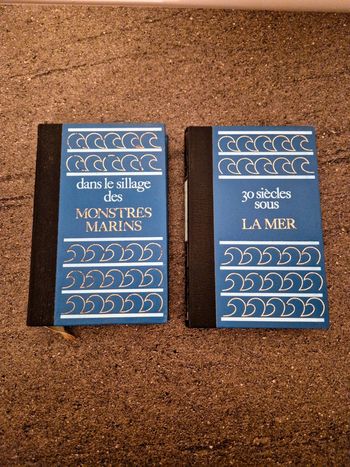 dans le sillage
des
MONSTRES
MARINS
30 siècles
sous
LA MER